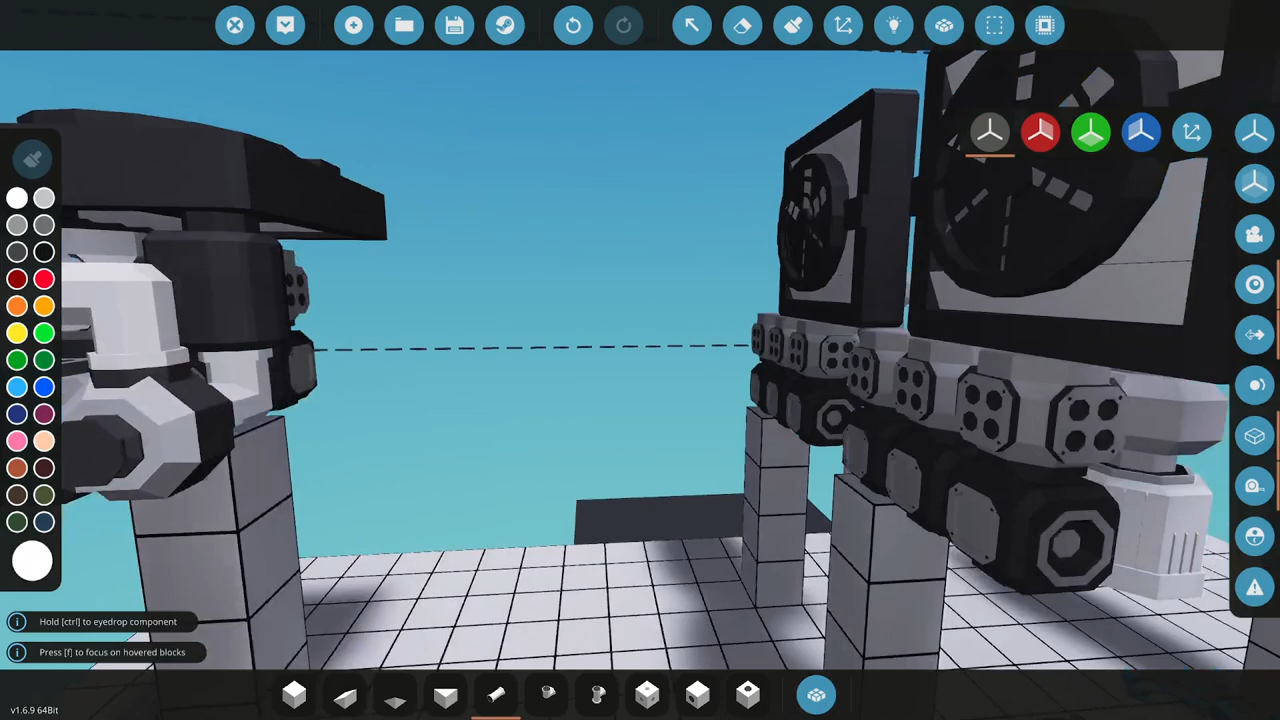 Hold [ctrl] to eyedrop component
Press [f] to focus on hovered blocks
v1.6.9 64Bit